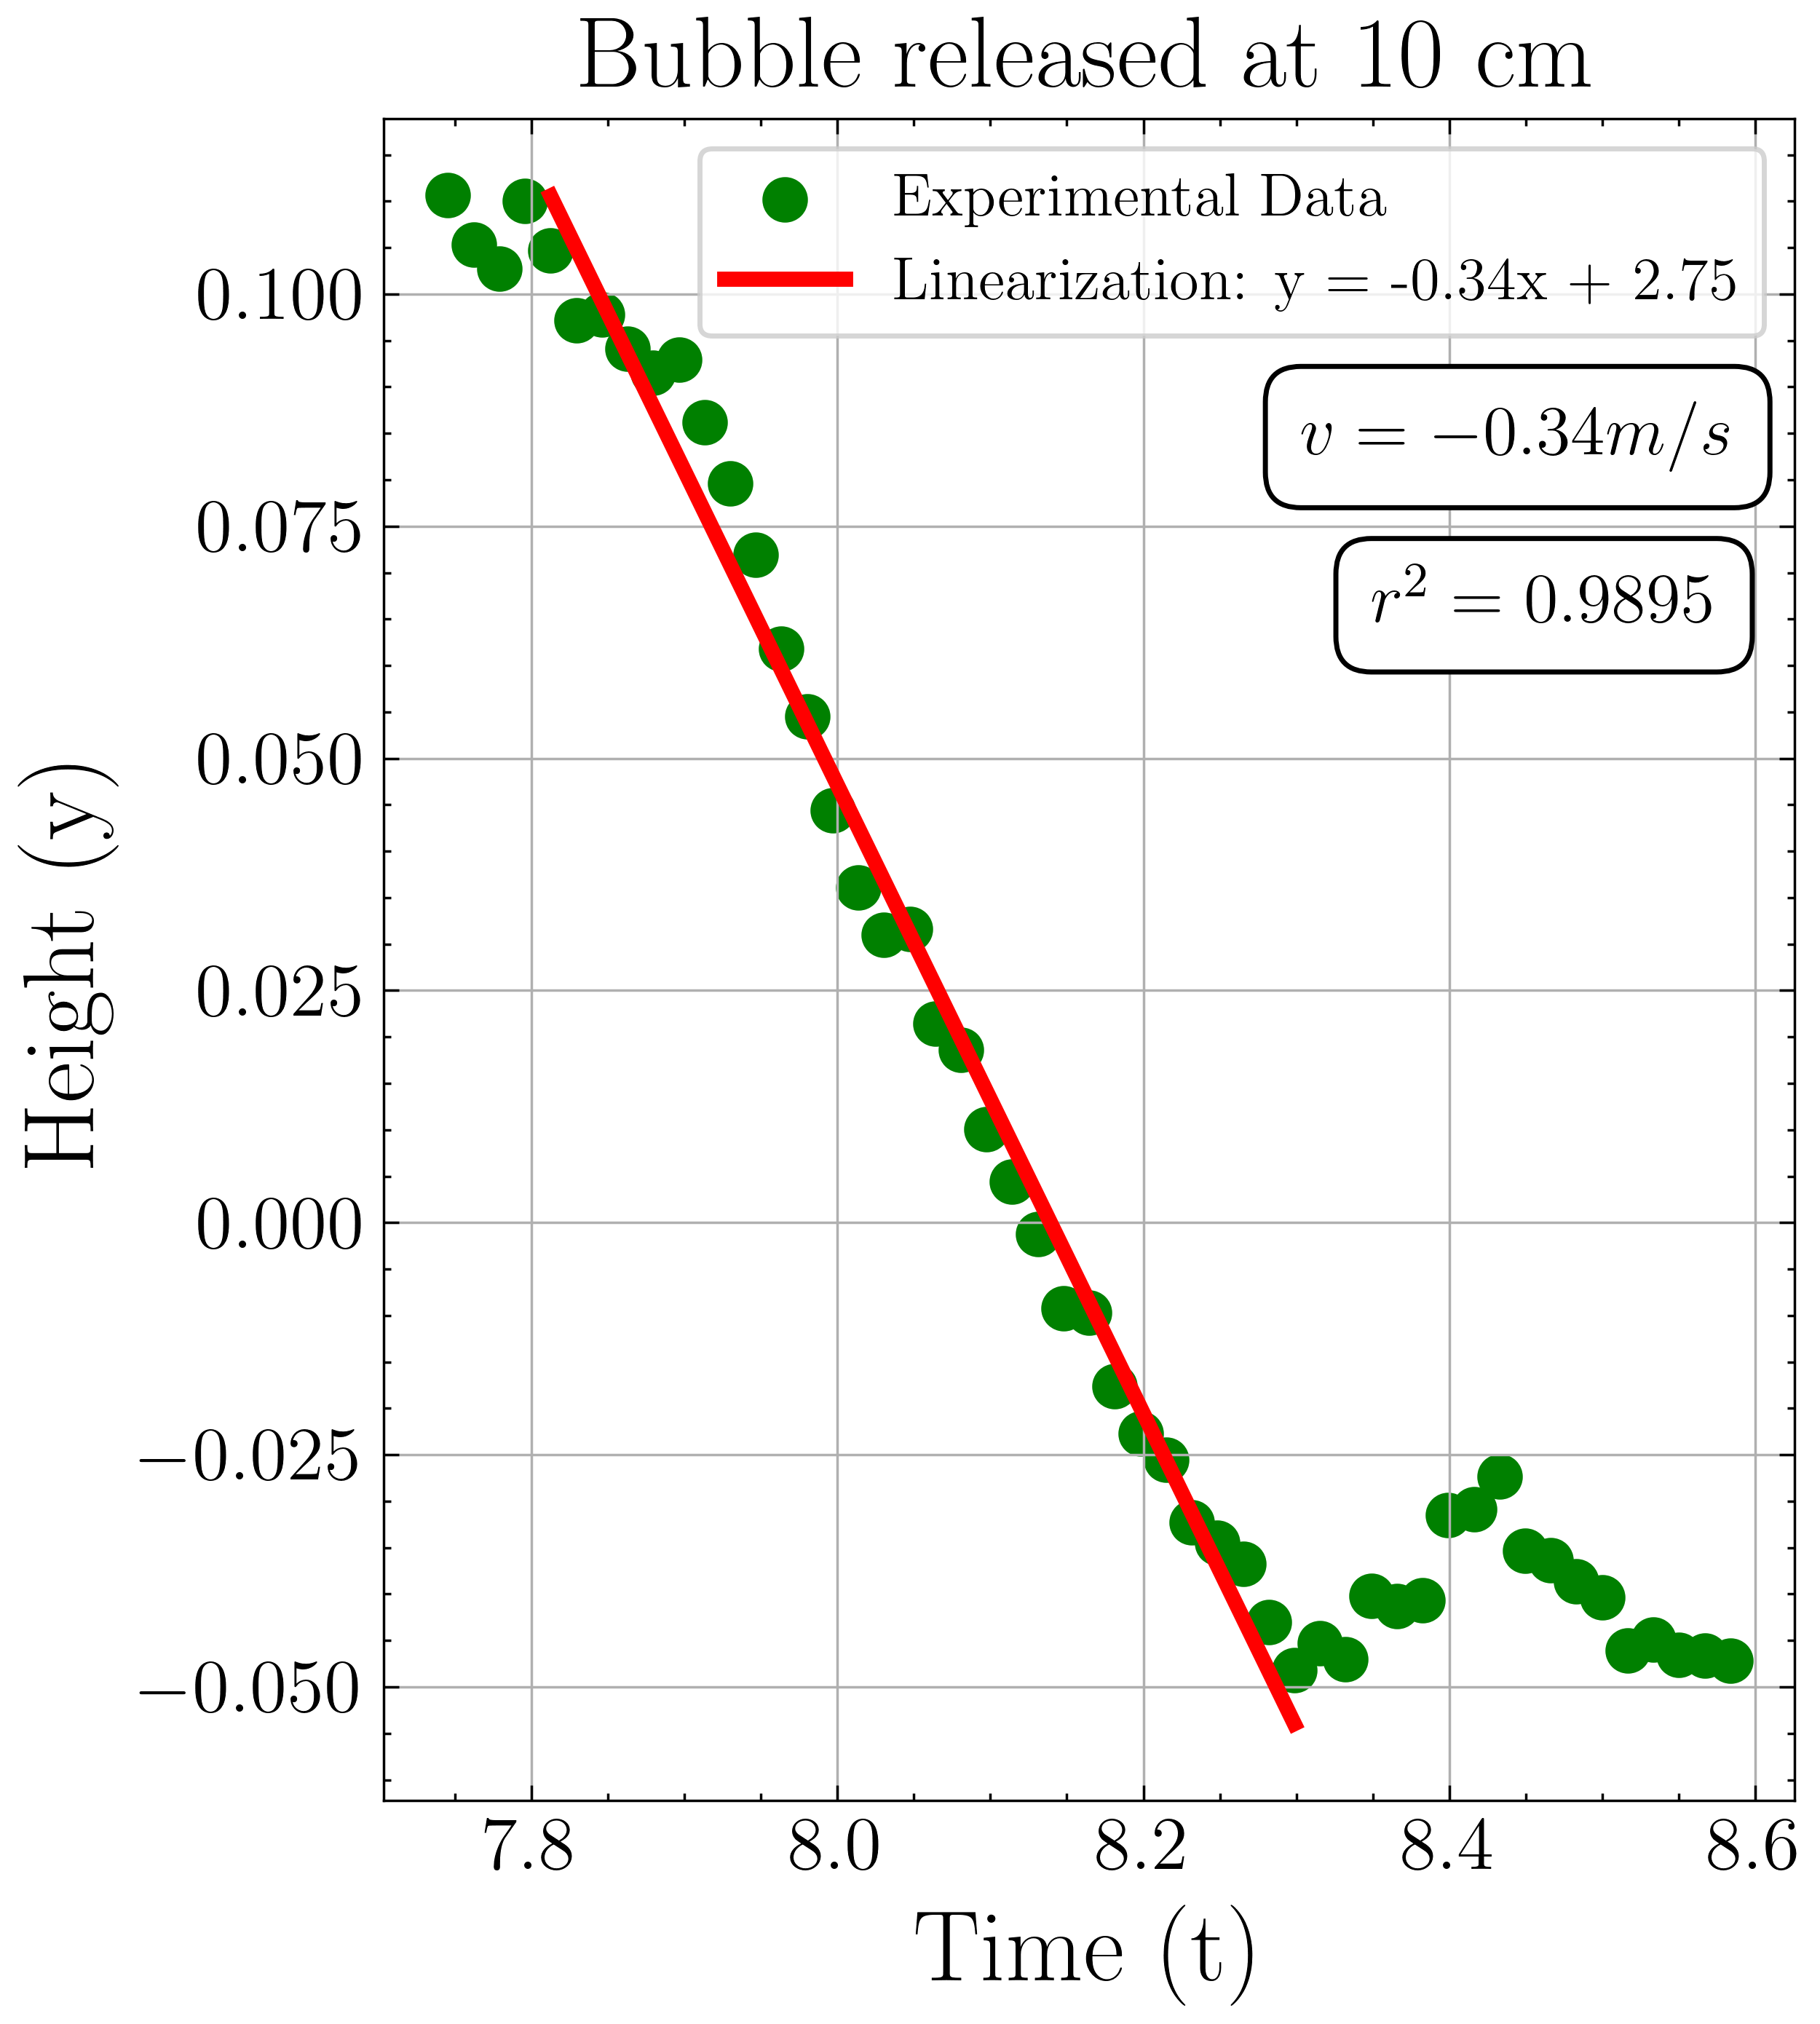 Bubble released at 10 cm
Experimental Data
Linearization: y = -0.34x + 2.75
v = −0.34m/s
r² = 0.9895
Height (y)
0.100
0.075
0.050
0.025
0.000
−0.025
−0.050
7.8 8.0 8.2 8.4 8.6
Time (t)